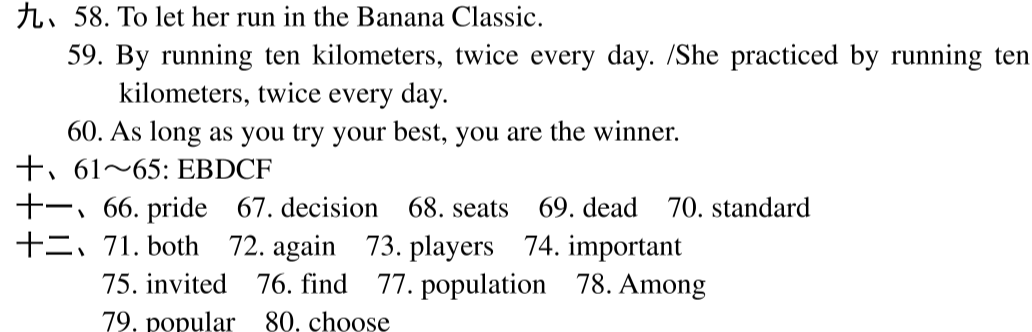 九、58. To let her run in the Banana Classic.
59. By running ten kilometers, twice every day. /She practiced by running ten
kilometers, twice every day.
60. As long as you try your best, you are the winner.
十、61～65: EBDCF
十一、66. pride 67. decision 68. seats 69. dead 70. standard
十二、71. both 72. again 73. players 74. important
75. invited 76. find 77. population 78. Among
79. popular 80. choose